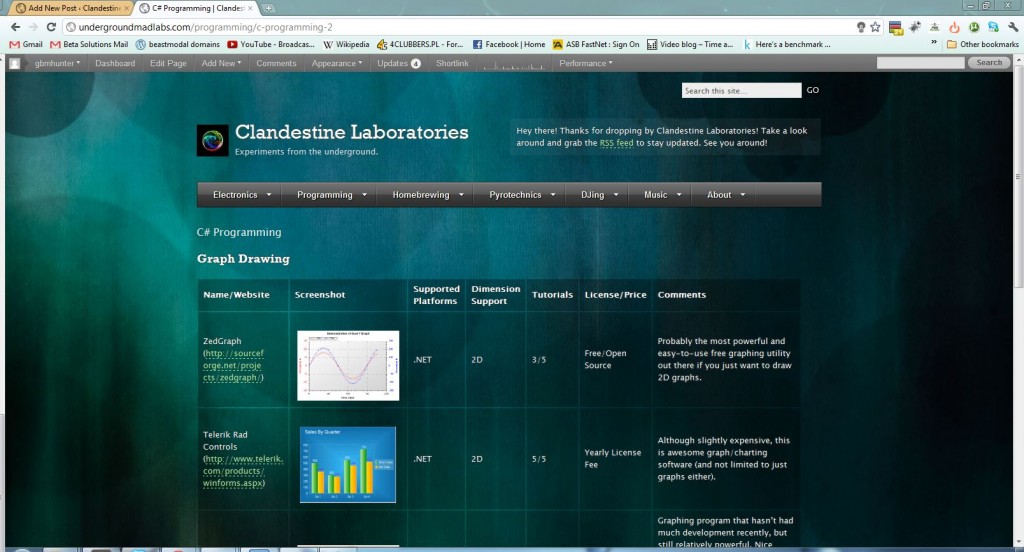 Add New Post ‹ Clandestine
C# Programming | Clandest
undergroundmadlabs.com/programming/c-programming-2
Gmail
Beta Solutions Mail
beastmodal domains
YouTube - Broadcas...
Wikipedia
4CLUBBERS.PL - For...
Facebook | Home
ASB FastNet : Sign On
Video blog – Time a...
Here's a benchmark ...
»
Other bookmarks
gbmhunter
Dashboard
Edit Page
Add New
Comments
Appearance
Updates 4
Shortlink
Performance
Search
Search this site...
GO
Clandestine Laboratories
Experiments from the underground.
Hey there! Thanks for dropping by Clandestine Laboratories! Take a look
around and grab the RSS feed to stay updated. See you around!
Electronics
Programming
Homebrewing
Pyrotechnics
DJing
Music
About
C# Programming
Graph Drawing
Name/Website
Screenshot
Supported
Platforms
Dimension
Support
Tutorials
License/Price
Comments
ZedGraph
(http://sourcef
orge.net/proje
cts/zedgraph/)
.NET
2D
3/5
Free/Open
Source
Probably the most powerful and
easy-to-use free graphing utility
out there if you just want to draw
2D graphs.
Telerik Rad
Controls
(http://www.telerik.
com/products/
winforms.aspx)
Sales By Quarter
.NET
2D
5/5
Yearly License
Fee
Although slightly expensive, this
is awesome graph/charting
software (and not limited to just
graphs either).
Graphing program that hasn't had
much development recently, but
still relatively powerful. Nice